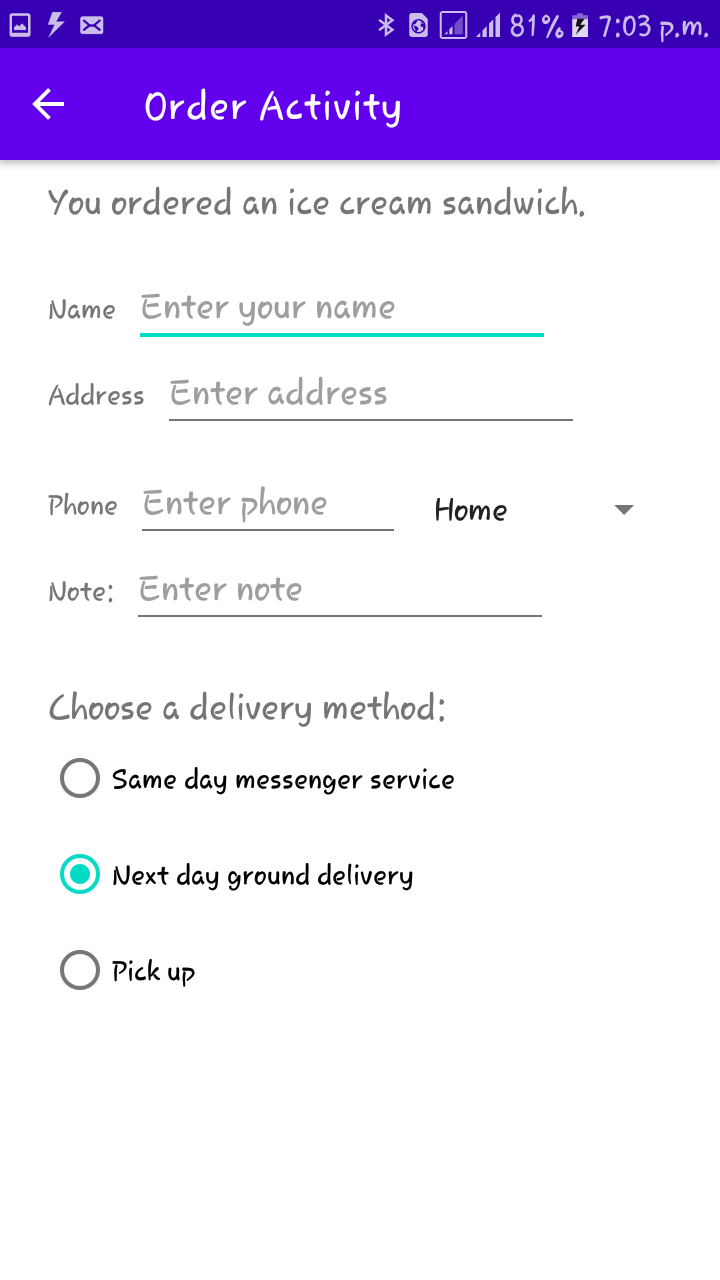 81% 7:03 p.m.
Order Activity
You ordered an ice cream sandwich.
Name Enter your name
Address Enter address
Phone Enter phone Home
Note: Enter note
Choose a delivery method:
Same day messenger service
Next day ground delivery
Pick up